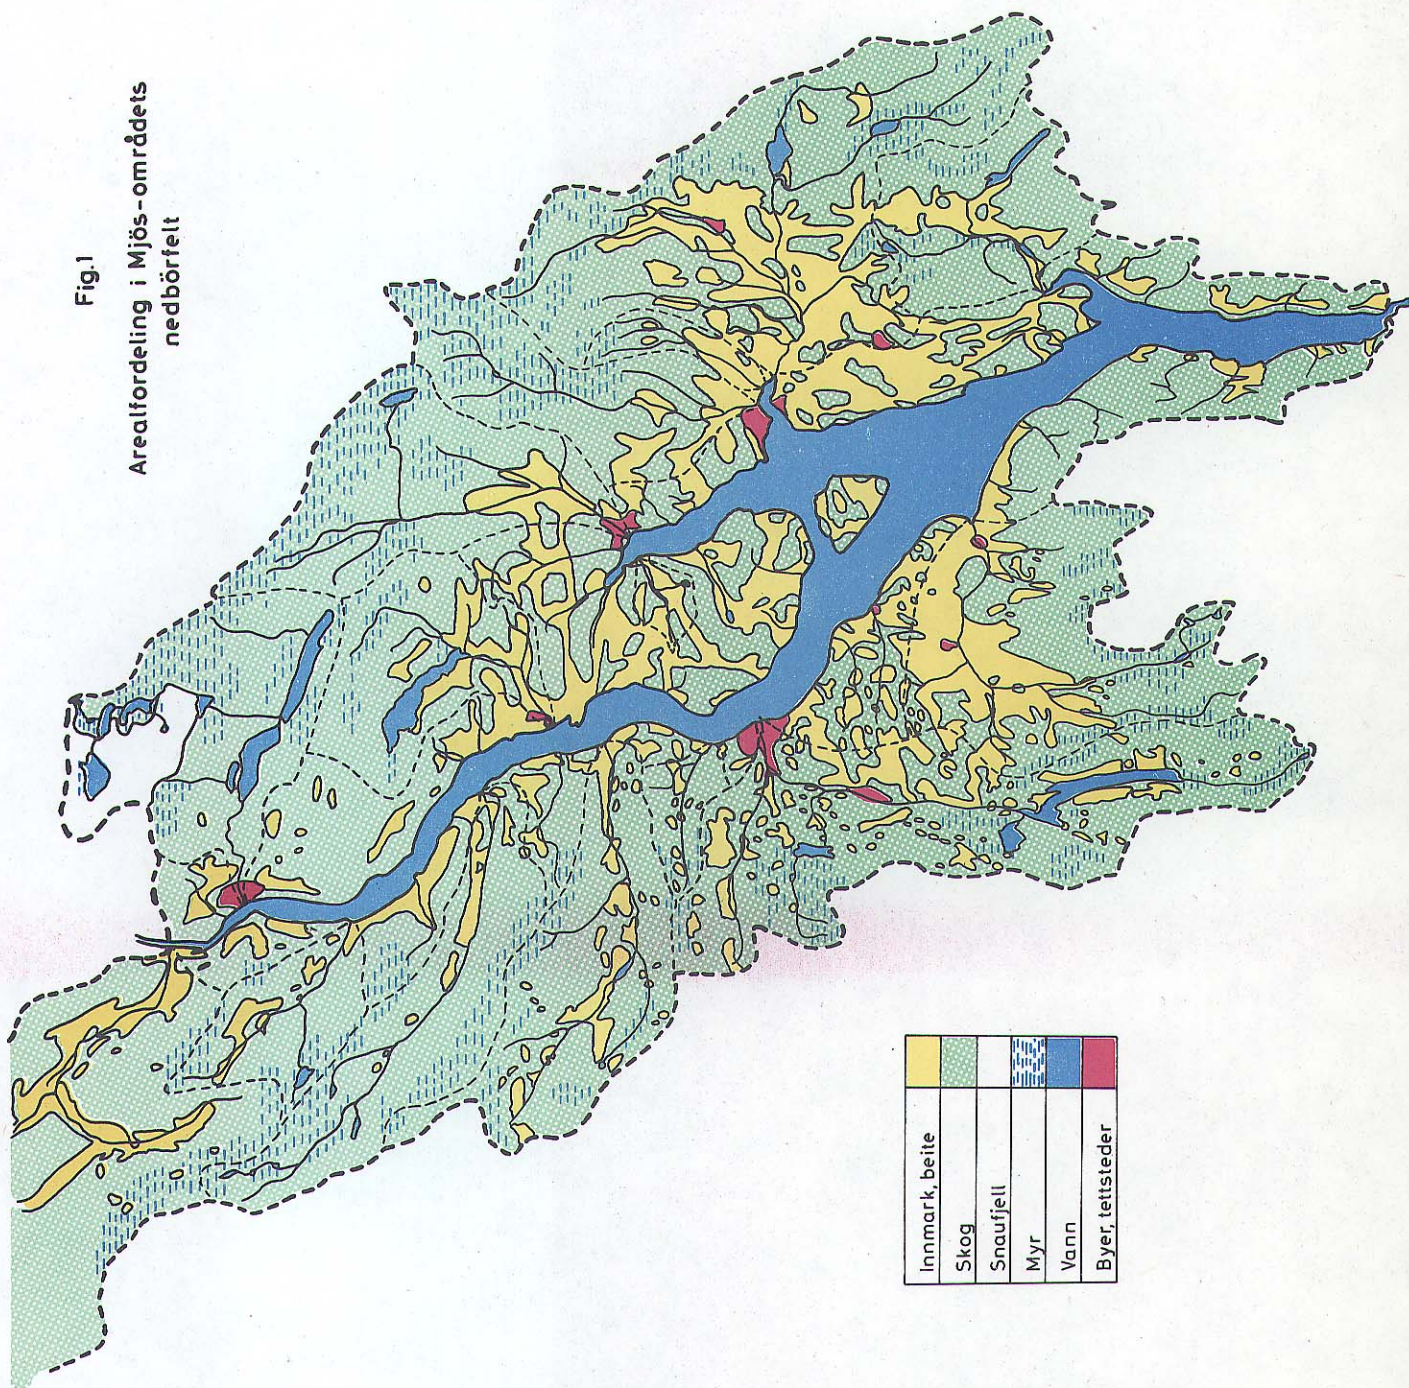 Fig.1
Arealfordeling i Mjös-områdets
nedbörfelt
Innmark, beite
Skog
Snaufjell
Myr
Vann
Byer, tettsteder